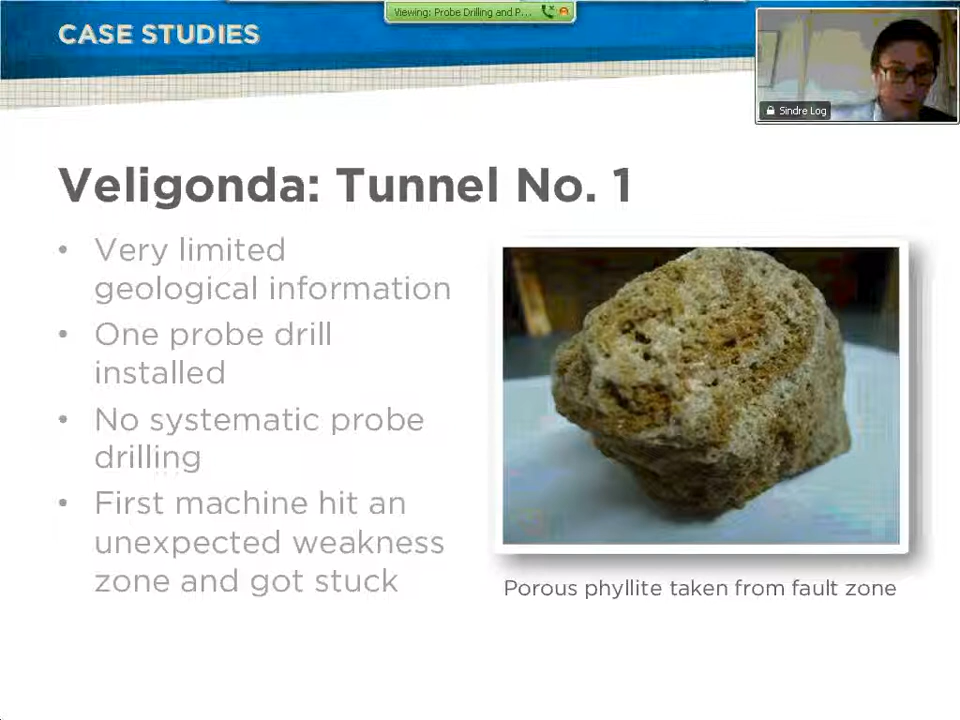 Viewing: Probe Drilling and P...
CASE STUDIES
Sindre Log
Veligonda: Tunnel No. 1
• Very limited
geological information
• One probe drill
installed
• No systematic probe
drilling
• First machine hit an
unexpected weakness
zone and got stuck
Porous phyllite taken from fault zone